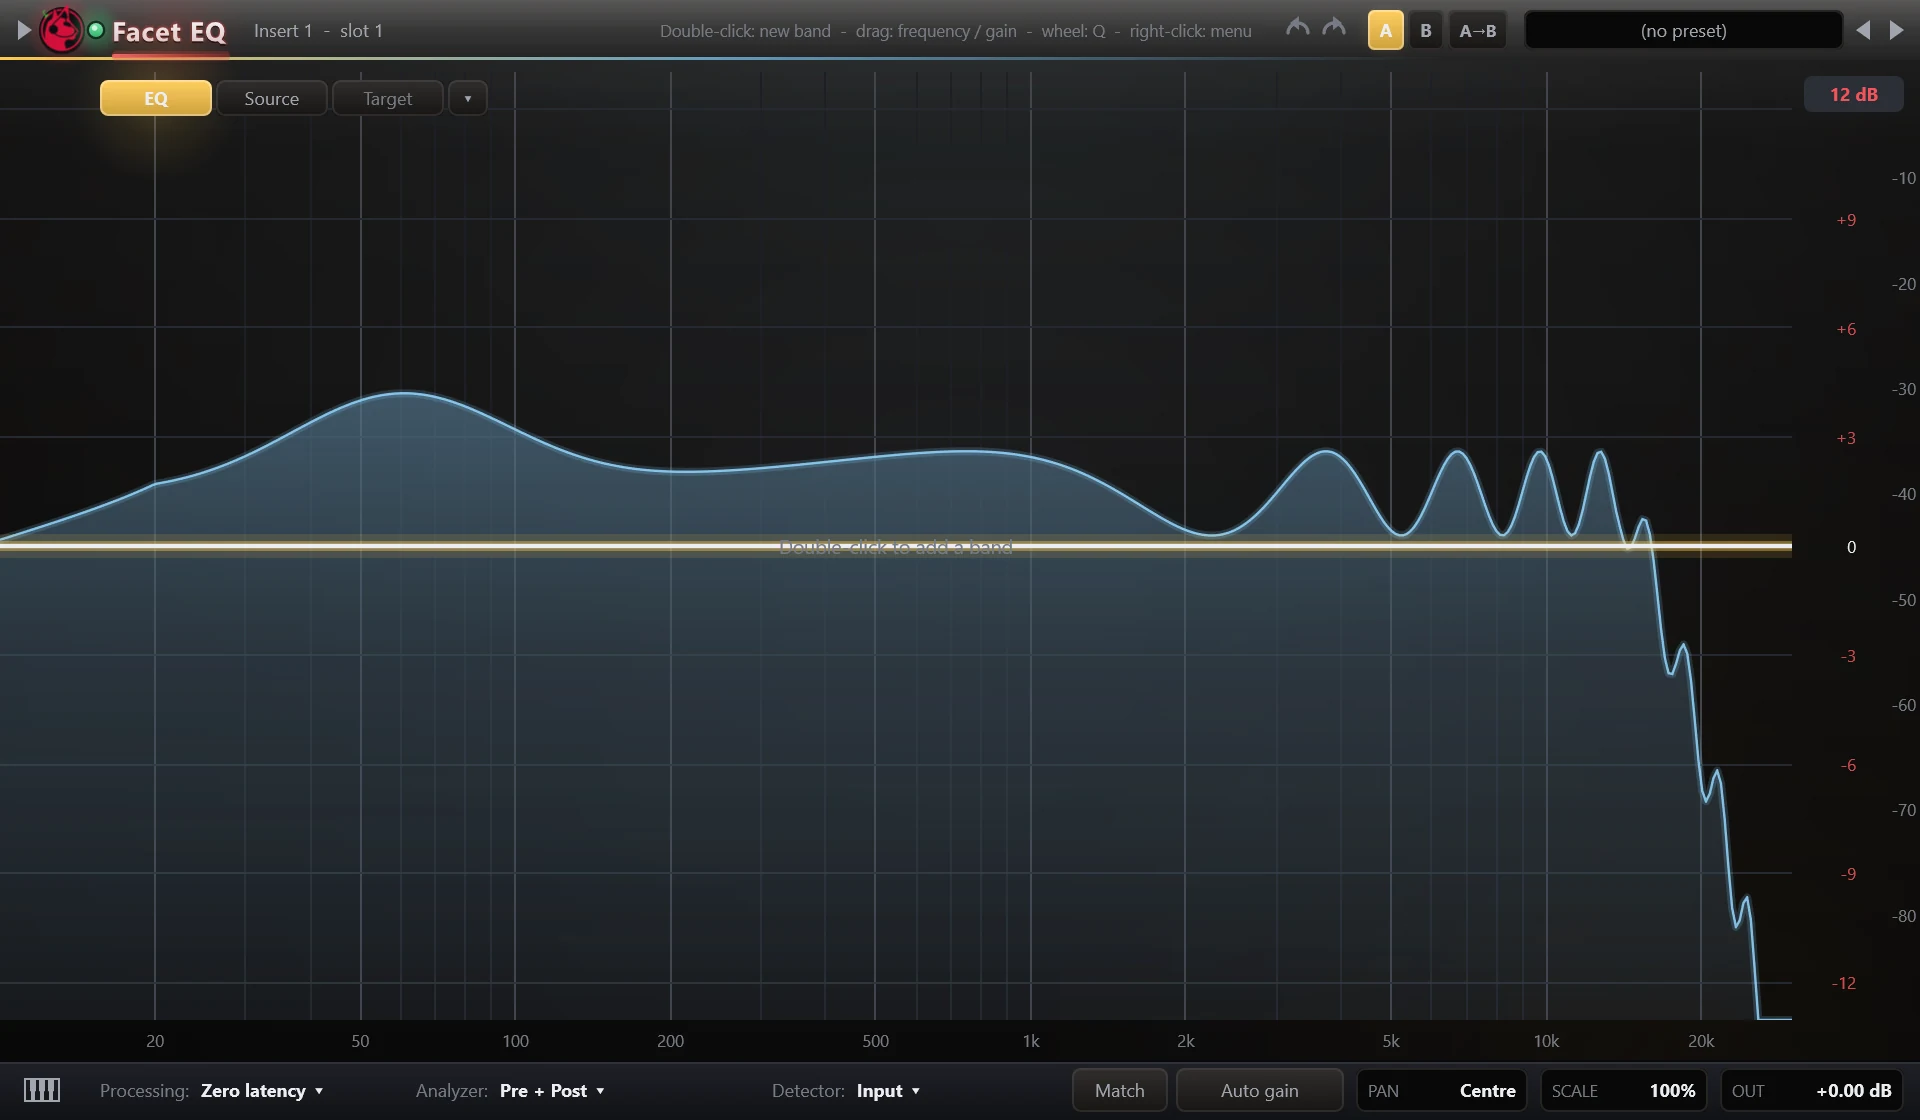 Facet EQ
Insert 1 - slot 1
Double-click: new band - drag: frequency / gain - wheel: Q - right-click: menu
A
B
A→B
(no preset)
EQ
Source
Target
12 dB
-10
+9
-20
+6
-30
+3
-40
Double-click to add a band
0
-50
-3
-60
-6
-70
-9
-80
-12
20
50
100
200
500
1k
2k
5k
10k
20k
Processing: Zero latency
Analyzer: Pre + Post
Detector: Input
Match
Auto gain
PAN Centre
SCALE 100%
OUT +0.00 dB